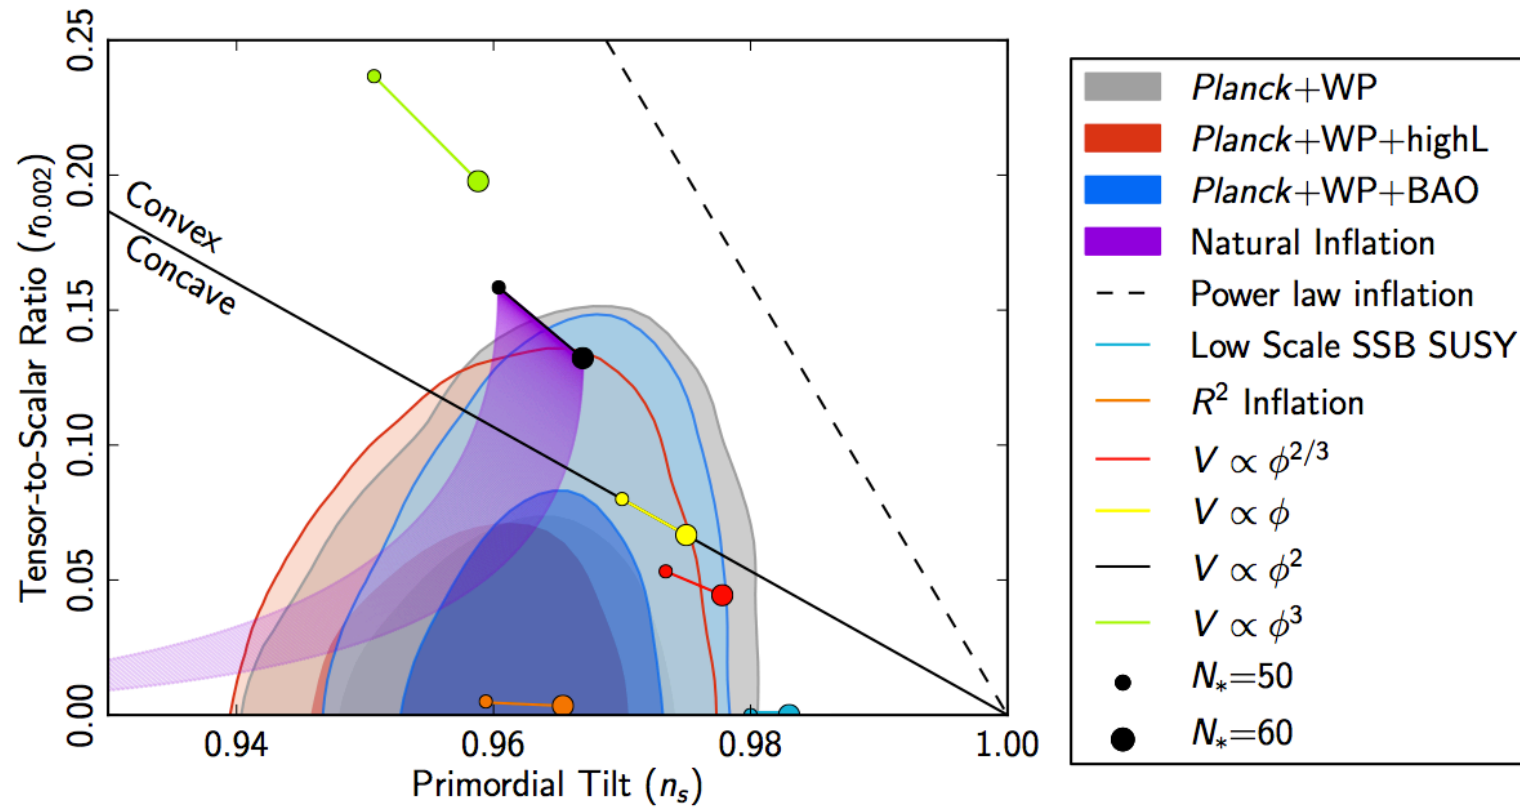 Tensor-to-Scalar Ratio (r0.002)
0.25
0.20
0.15
0.10
0.05
0.00
Convex
Concave
0.94 0.96 0.98 1.00
Primordial Tilt (ns)
Planck+WP
Planck+WP+highL
Planck+WP+BAO
Natural Inflation
Power law inflation
Low Scale SSB SUSY
R² Inflation
V ∝ ϕ^2/3
V ∝ ϕ
V ∝ ϕ²
V ∝ ϕ³
N*=50
N*=60